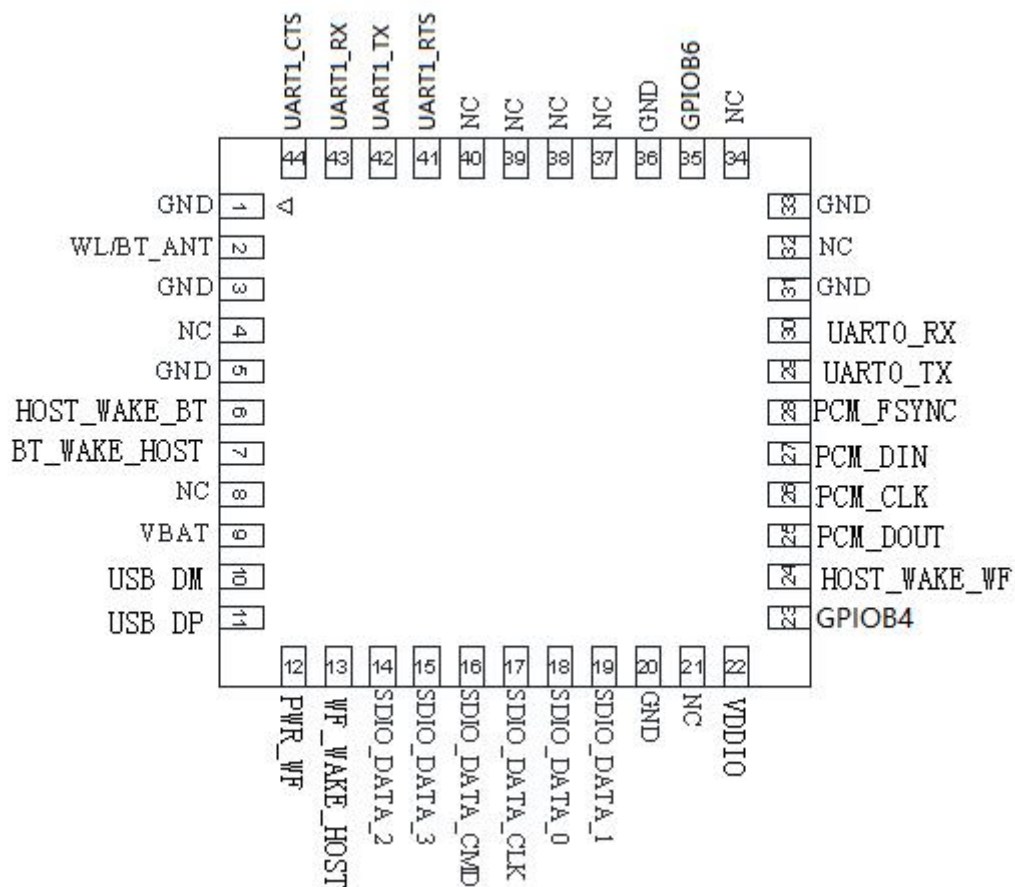 UART1_CTS
UART1_RX
UART1_TX
UART1_RTS
NC
NC
NC
NC
GND
GPIOB6
NC
44 43 42 41 40 39 38 37 36 35 34
GND 1
WL/BT_ANT 2
GND 3
NC 4
GND 5
HOST_WAKE_BT 6
BT_WAKE_HOST 7
NC 8
VBAT 9
USB DM 10
USB DP 11
33 GND
32 NC
31 GND
30 UART0_RX
29 UART0_TX
28 PCM_FSYNC
27 PCM_DIN
26 PCM_CLK
25 PCM_DOUT
24 HOST_WAKE_WF
23 GPIOB4
12 13 14 15 16 17 18 19 20 21 22
PWR_WF
WF_WAKE_HOST
SDIO_DATA_2
SDIO_DATA_3
SDIO_DATA_CMD
SDIO_DATA_CLK
SDIO_DATA_0
SDIO_DATA_1
GND
NC
VDDIO